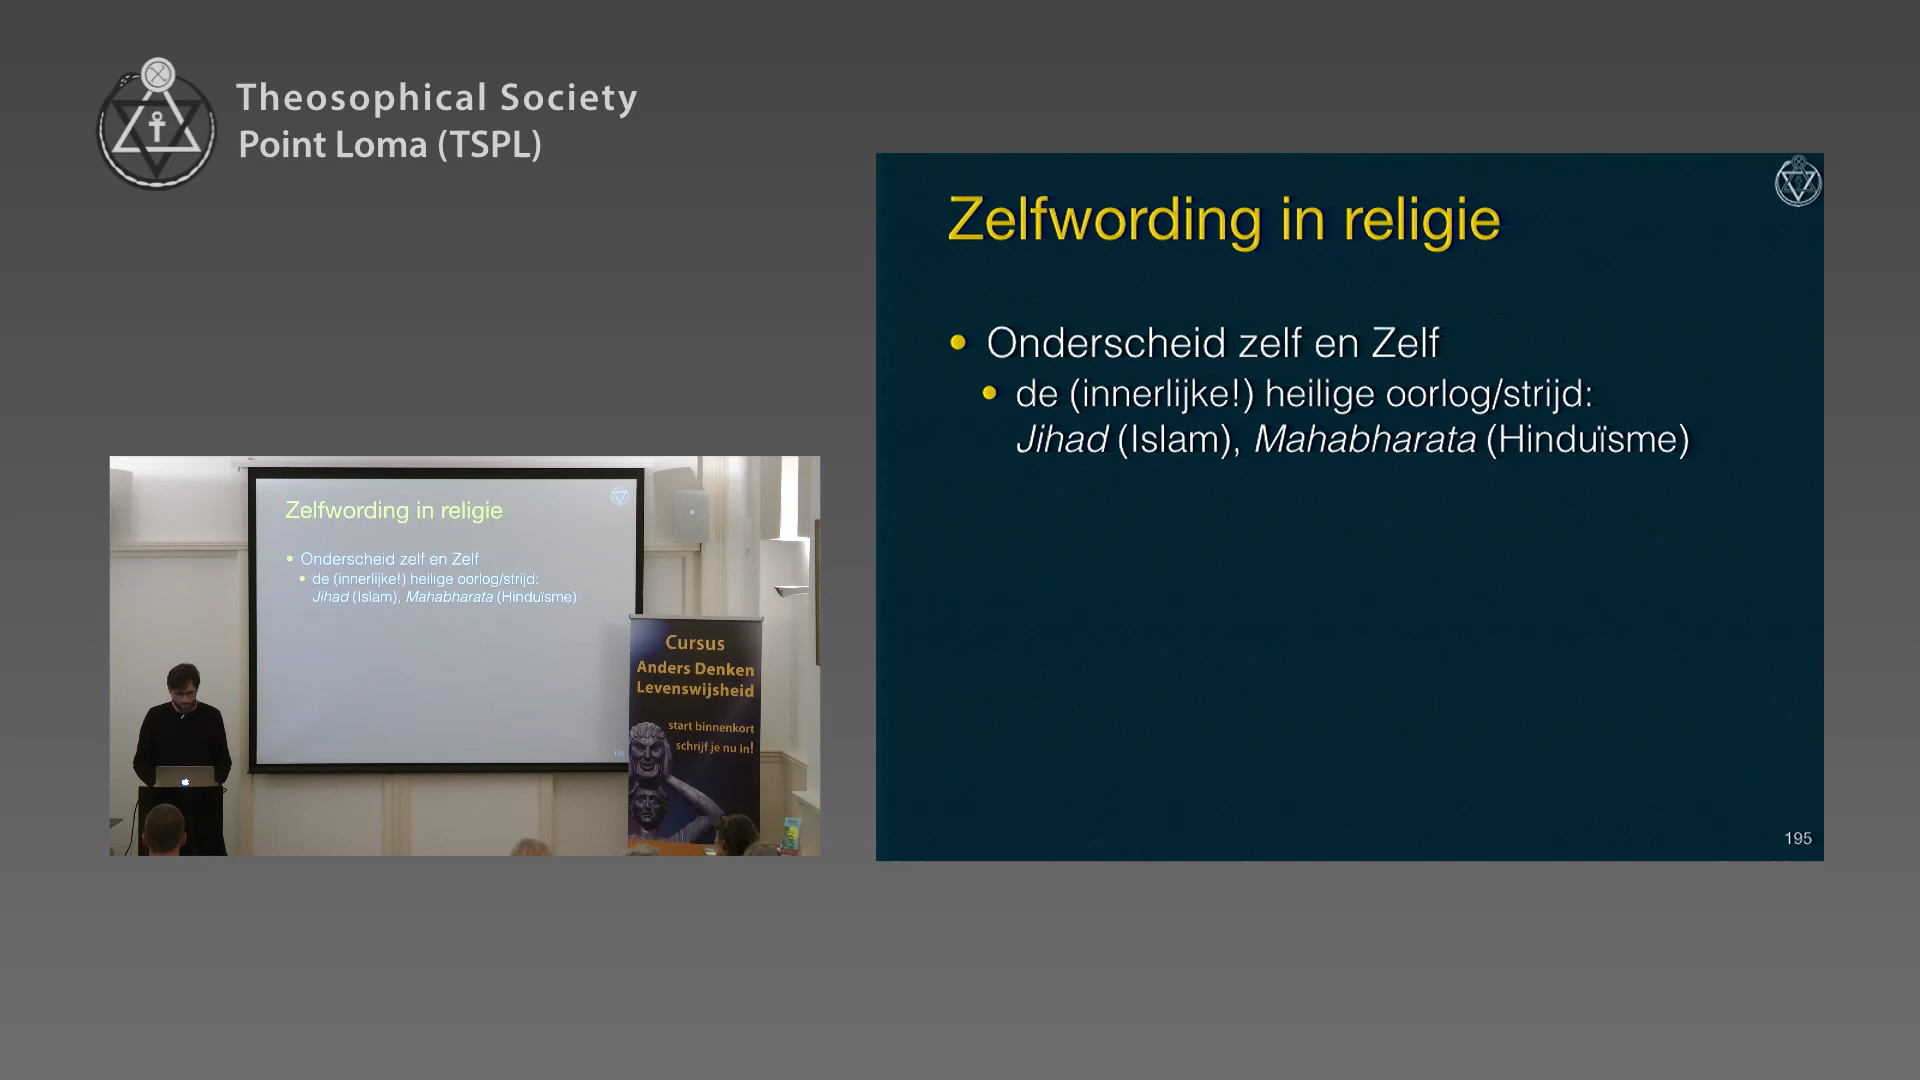 Theosophical Society
Point Loma (TSPL)
Zelfwording in religie
Onderscheid zelf en Zelf
de (innerlijke!) heilige oorlog/strijd:
Jihad (Islam), Mahabharata (Hinduïsme)
195
Zelfwording in religie
Onderscheid zelf en Zelf
de (innerlijke!) heilige oorlog/strijd:
Jihad (Islam), Mahabharata (Hinduïsme)
195
Cursus
Anders Denken
Levenswijsheid
start binnenkort
schrijf je nu in!